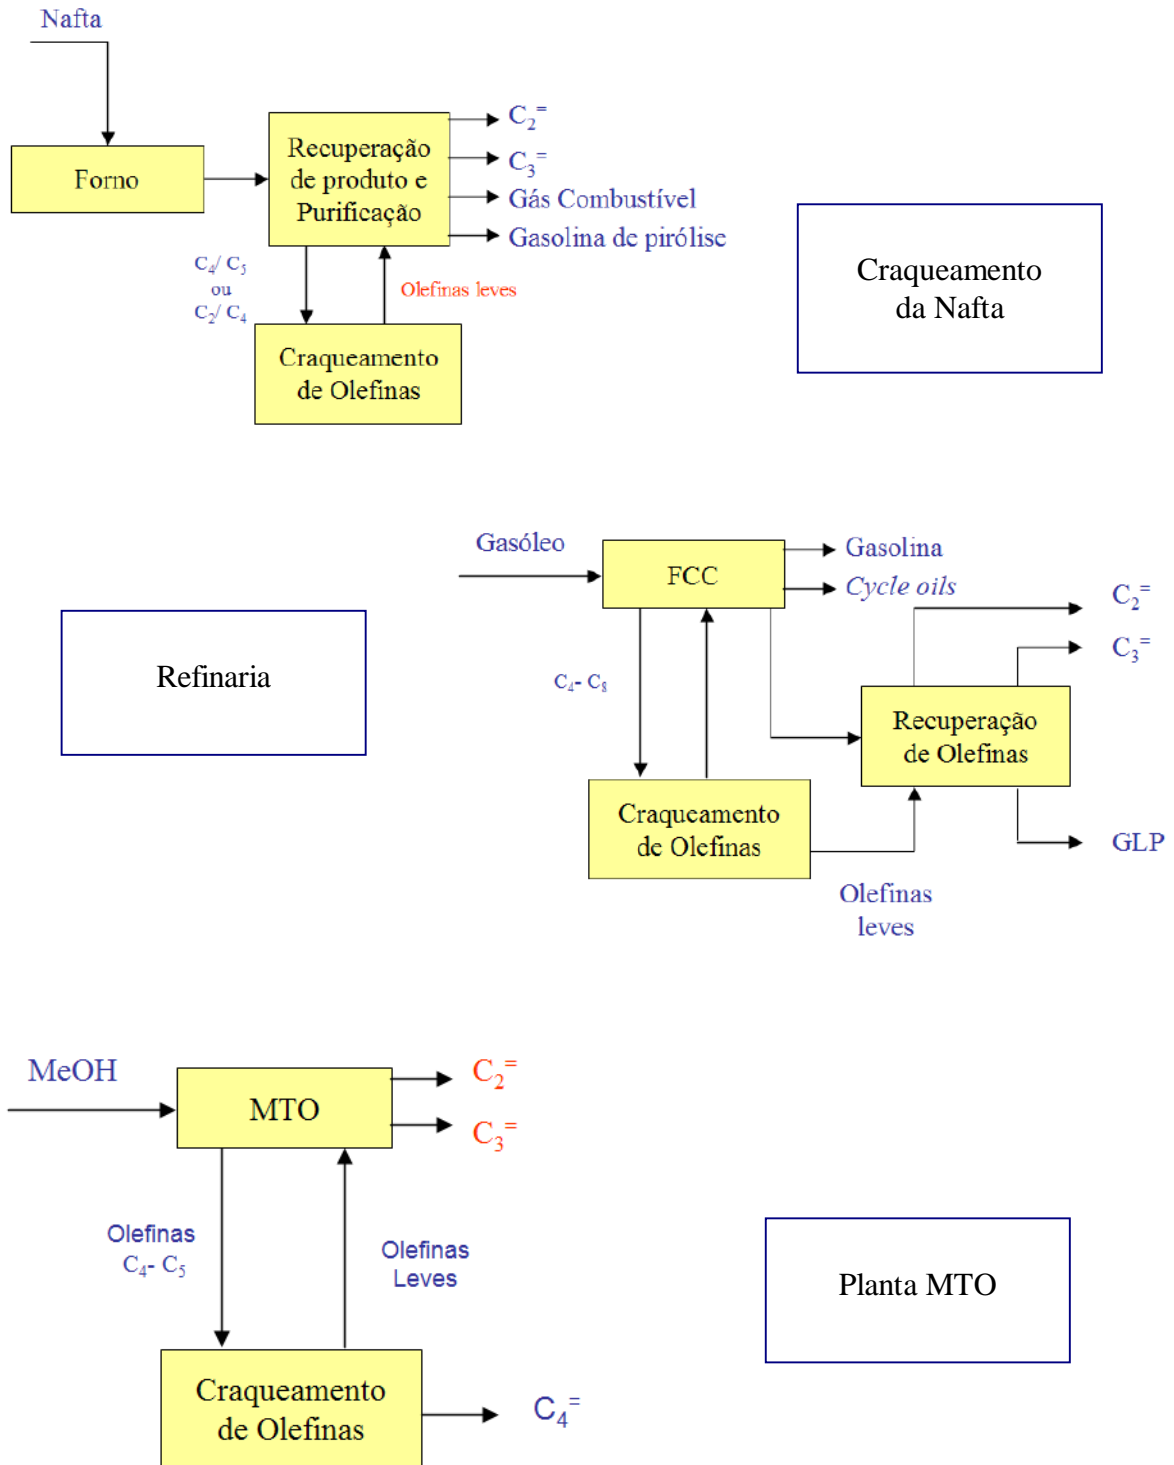 Nafta
Forno
Recuperação
de produto e
Purificação
C₂⁼
C₃⁼
Gás Combustível
Gasolina de pirólise
C₄/ C₅
ou
C₂/ C₄
Olefinas leves
Craqueamento
de Olefinas
Craqueamento
da Nafta
Gasóleo
FCC
Gasolina
Cycle oils
C₂⁼
C₃⁼
Refinaria
C₄- C₈
Recuperação
de Olefinas
Craqueamento
de Olefinas
GLP
Olefinas
leves
MeOH
MTO
C₂⁼
C₃⁼
Olefinas
C₄- C₅
Olefinas
Leves
Planta MTO
Craqueamento
de Olefinas
C₄⁼